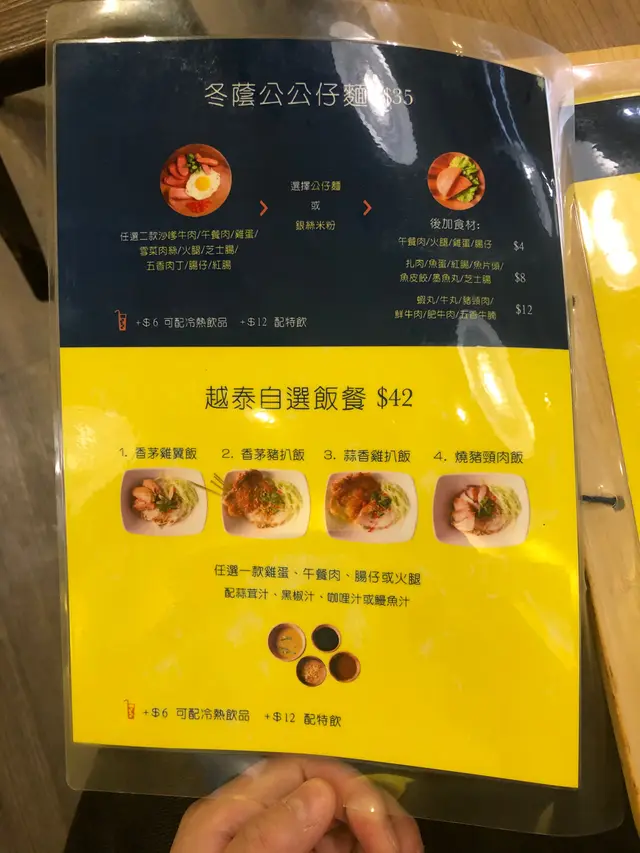 冬蔭公公仔麵 $35
選擇公仔麵
或
銀絲米粉
任選二款沙嗲牛肉/午餐肉/雞蛋/
雪菜肉絲/火腿/芝士腸/
五香肉丁/腸仔/紅腸
後加食材:
午餐肉/火腿/雞蛋/腸仔 $4
扎肉/魚蛋/紅腸/魚片頭/
魚皮餃/墨魚丸/芝士腸 $8
蝦丸/牛丸/豬頸肉/
鮮牛肉/肥牛肉/五香牛腩 $12
+$6 可配冷熱飲品 +$12 配特飲
越泰自選飯餐 $42
1. 香茅雞翼飯 2. 香茅豬扒飯 3. 蒜香雞扒飯 4. 燒豬頸肉飯
任選一款雞蛋、午餐肉、腸仔或火腿
配蒜茸汁、黑椒汁、咖哩汁或鰻魚汁
+$6 可配冷熱飲品 +$12 配特飲